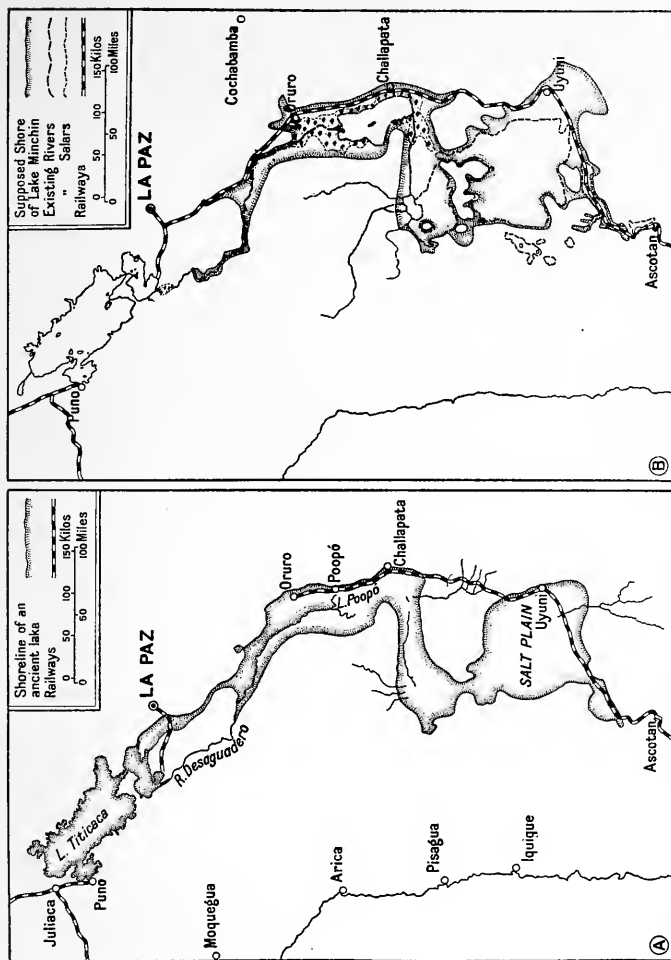 Shoreline of an
ancient laka
Railways
0 50 100 150 Kilos
0 50 100 Miles
Juliaca
Puno
L. Titicaca
LA PAZ
R. Desaguadero
Moquegua
Oruro
Poopó
L. Poopo
Challapata
Arica
Pisagua
Iquique
SALT PLAIN
Uyuni
Ascotan
A
Supposed Shore
of Lake Minchin
Existing Rivers
" Salars
Railways
0 50 100 150 Kilos
0 50 100 Miles
Puno
LA PAZ
Cochabamba
Oruro
Challapata
Uyuni
Ascotan
B